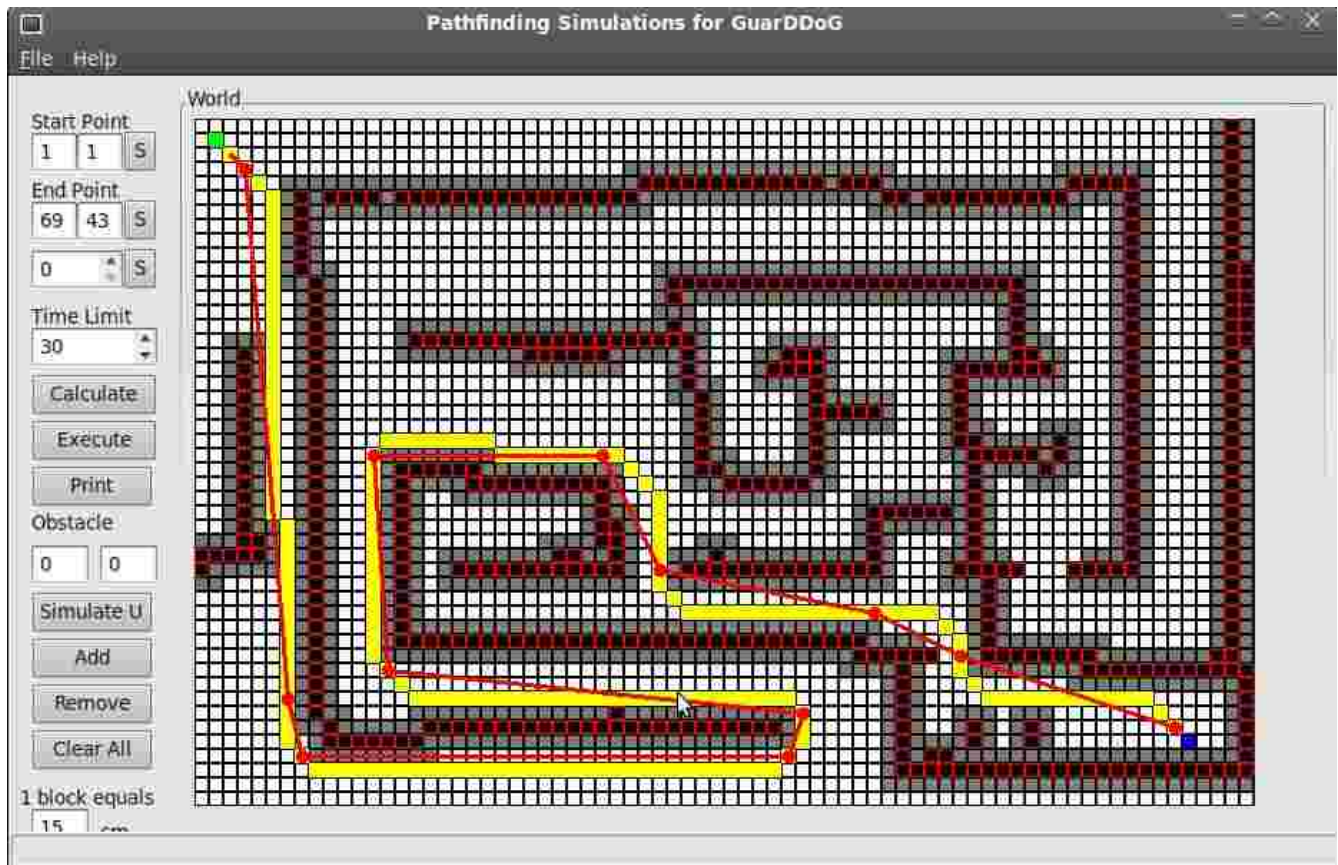 Pathfinding Simulations for GuarDDoG
File Help
World
Start Point
1 1 S
End Point
69 43 S
0 S
Time Limit
30
Calculate
Execute
Print
Obstacle
0 0
Simulate U
Add
Remove
Clear All
1 block equals
15 cm